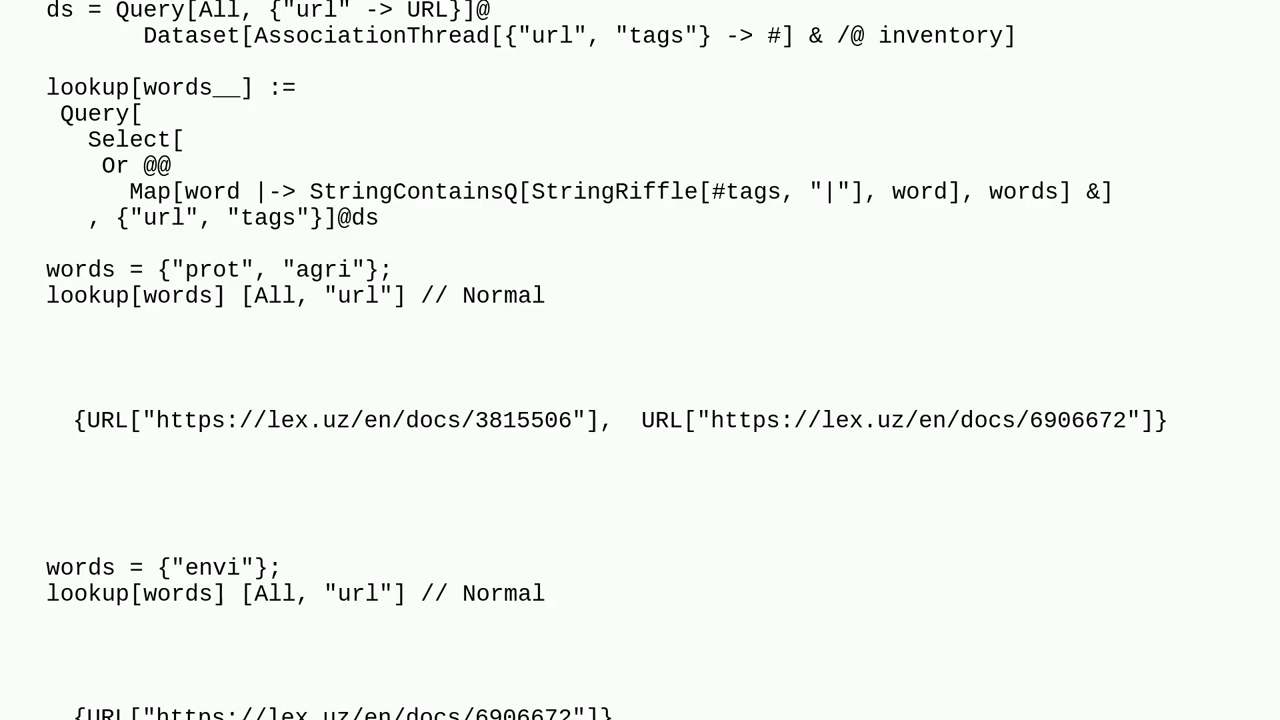 ds = Query[All, {"url" -> URL}]@
Dataset[AssociationThread[{"url", "tags"} -> #] & /@ inventory]
lookup[words__] :=
Query[
Select[
Or @@
Map[word |-> StringContainsQ[StringRiffle[#tags, "|"], word], words] &]
, {"url", "tags"}]@ds
words = {"prot", "agri"};
lookup[words] [All, "url"] // Normal
{URL["https://lex.uz/en/docs/3815506"], URL["https://lex.uz/en/docs/6906672"]}
words = {"envi"};
lookup[words] [All, "url"] // Normal
{URL["https://lex.uz/en/docs/6906672"]}